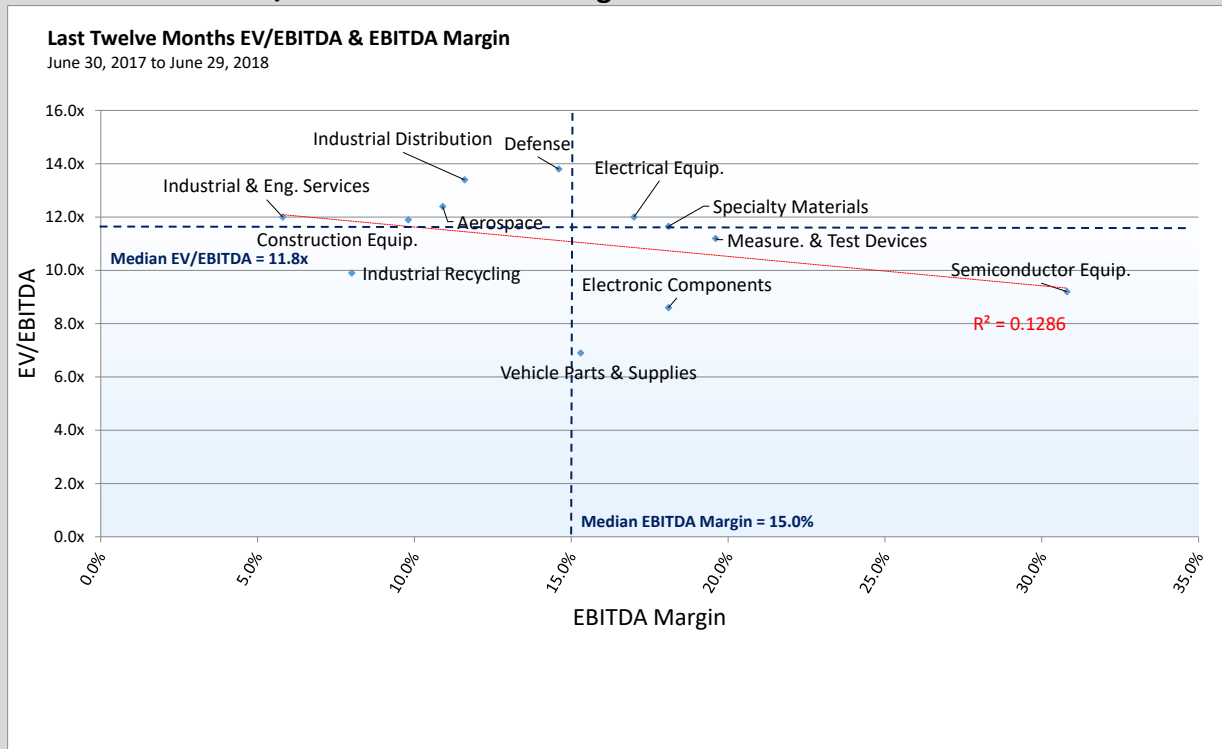 Last Twelve Months EV/EBITDA & EBITDA Margin
June 30, 2017 to June 29, 2018
16.0x
14.0x
12.0x
10.0x
8.0x
6.0x
4.0x
2.0x
0.0x
EV/EBITDA
Industrial Distribution
Defense
Electrical Equip.
Industrial & Eng. Services
Specialty Materials
Aerospace
Construction Equip.
Measure. & Test Devices
Median EV/EBITDA = 11.8x
Industrial Recycling
Semiconductor Equip.
Electronic Components
R² = 0.1286
Vehicle Parts & Supplies
Median EBITDA Margin = 15.0%
0.0%
5.0%
10.0%
15.0%
20.0%
25.0%
30.0%
35.0%
EBITDA Margin